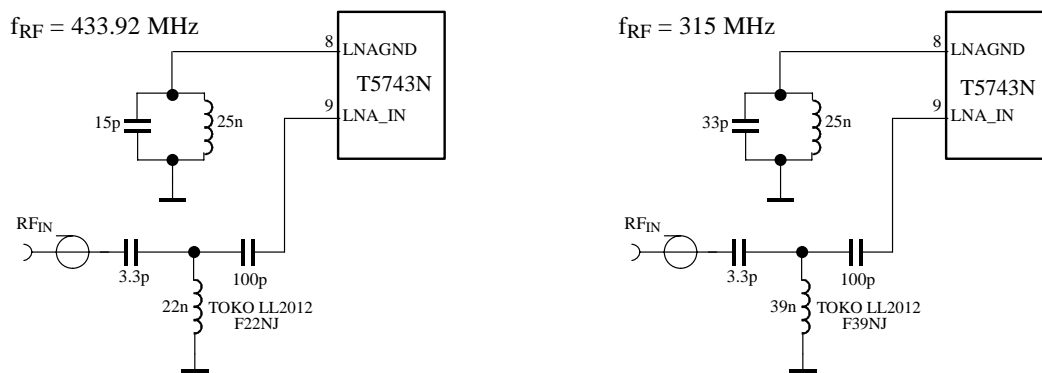 fRF = 433.92 MHz
8
LNAGND
T5743N
9
LNA_IN
15p
25n
RFIN
3.3p
100p
22n
TOKO LL2012
F22NJ
fRF = 315 MHz
8
LNAGND
T5743N
9
LNA_IN
33p
25n
RFIN
3.3p
100p
39n
TOKO LL2012
F39NJ